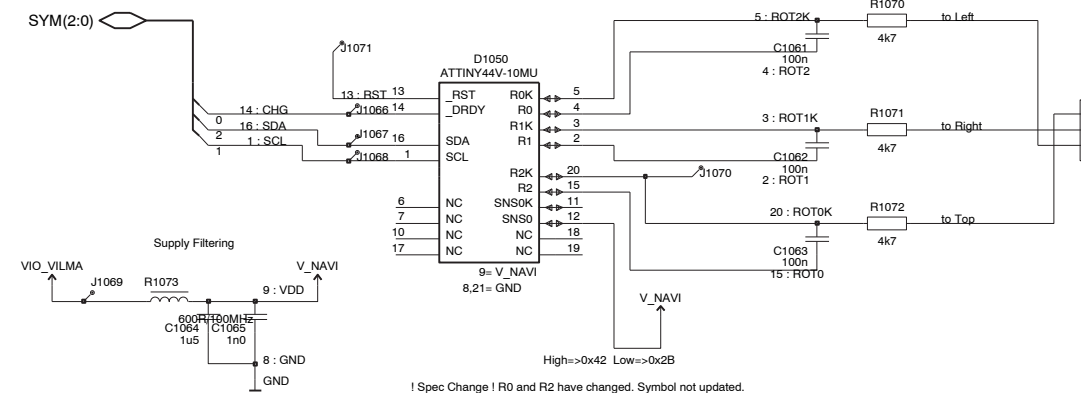 R1070
SYM(2:0)
5 : ROT2K
to Left
4k7
J1071
C1061
100n
4 : ROT2
D1050
ATTINY44V-10MU
13 : RST 13
_RST
R0K
5
14 : CHG
J1066 14
_DRDY
R0
4
0
16 : SDA
J1067 16
SDA
R1K
3
3 : ROT1K
R1071
to Right
4k7
2
1 : SCL
J1068 1
SCL
R1
2
1
C1062
100n
2 : ROT1
R2K
20
J1070
R2
15
6
NC
SNS0K
11
7
NC
SNS0
12
10
NC
NC
18
17
NC
NC
19
20 : ROT0K
R1072
to Top
4k7
C1063
100n
15 : ROT0
9= V_NAVI
8,21= GND
Supply Filtering
VIO_VILMA
V_NAVI
J1069
R1073
9 : VDD
600R/100MHz
C1064
1u5
C1065
1n0
8 : GND
GND
V_NAVI
High=>0x42 Low=>0x2B
! Spec Change ! R0 and R2 have changed. Symbol not updated.